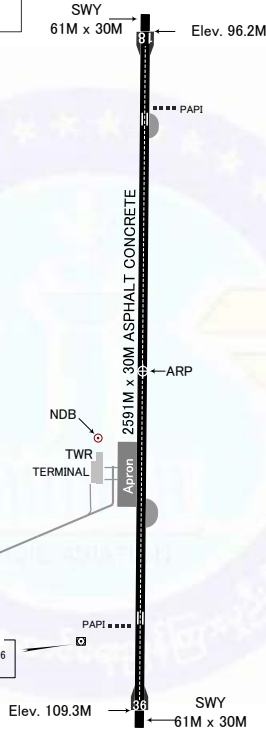 SWY
61M x 30M
18
Elev. 96.2M
PAPI
2591M x 30M ASPHALT CONCRETE
ARP
NDB
TWR
TERMINAL
Apron
PAPI
6
36
Elev. 109.3M
SWY
61M x 30M